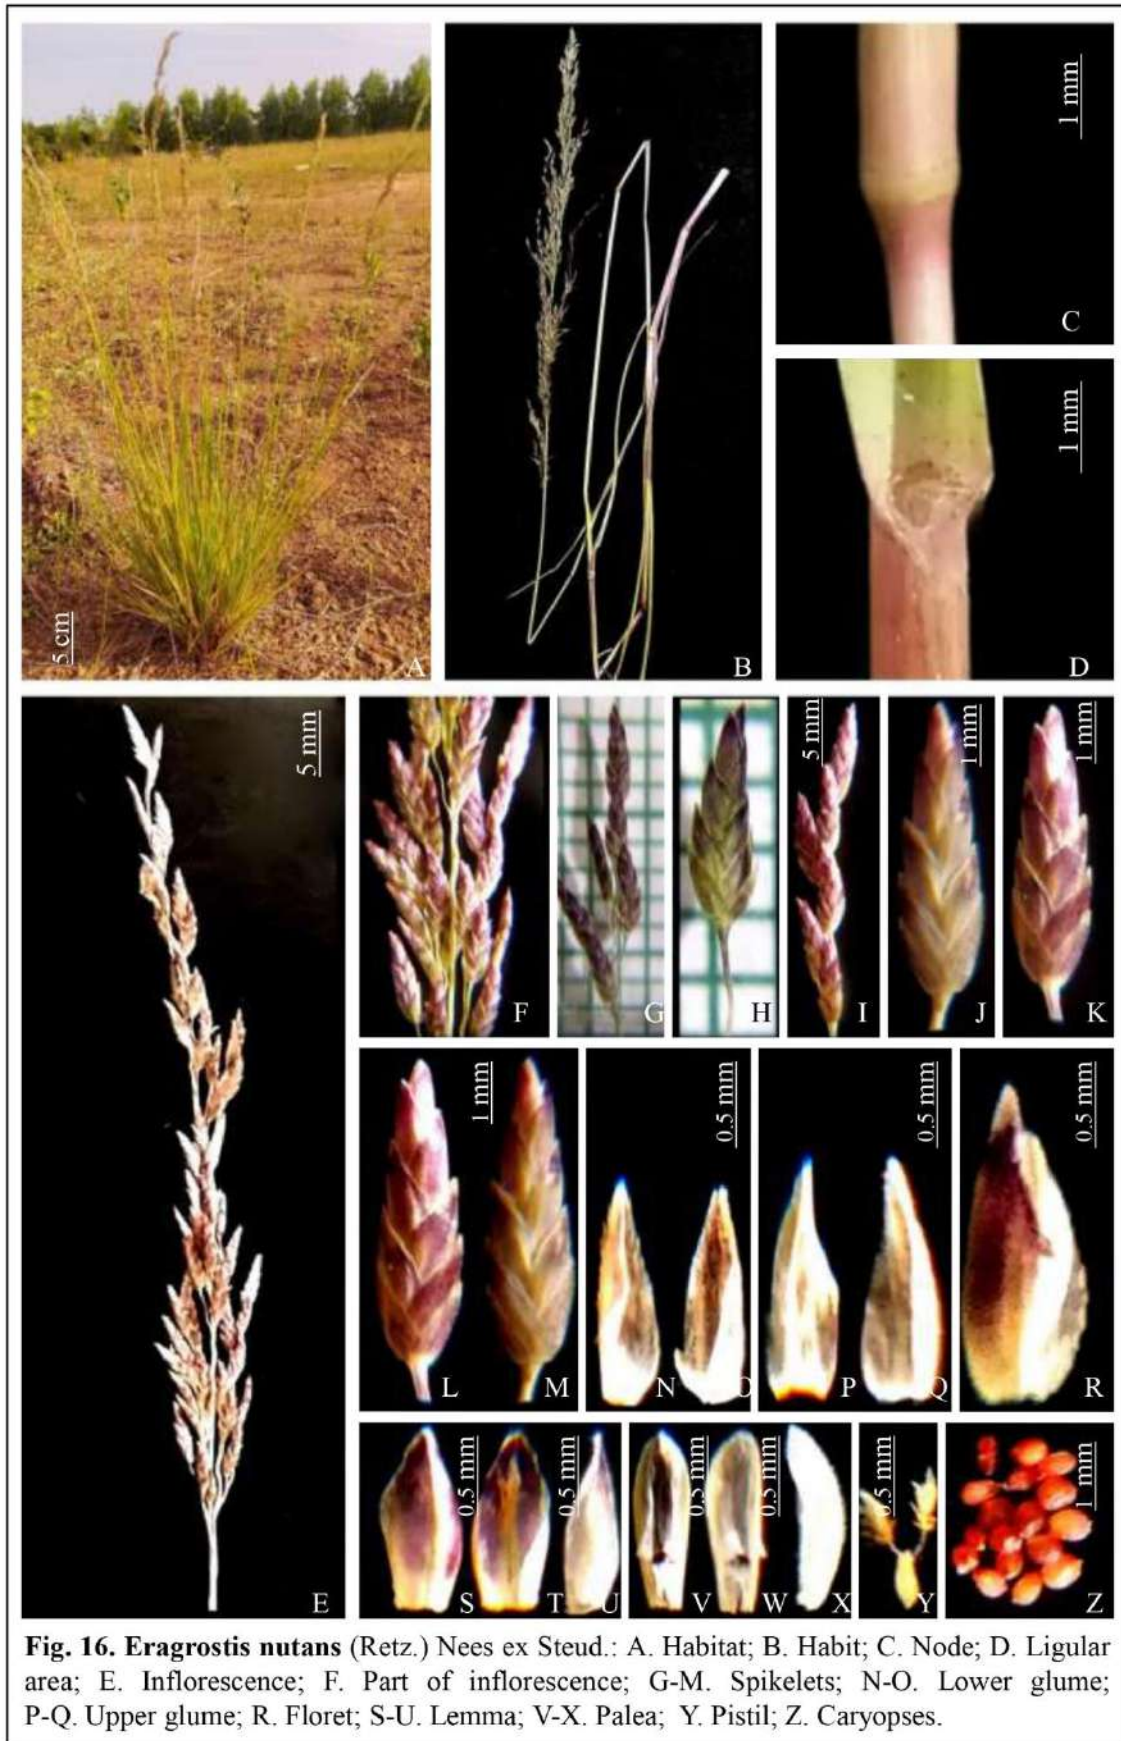 1 mm
C
1 mm
5 cm
A
B
D
5 mm
5 mm
1 mm
1 mm
F
G
H
I
J
K
1 mm
0.5 mm
0.5 mm
0.5 mm
L
M
N
O
P
Q
R
0.5 mm
0.5 mm
0.5 mm
0.5 mm
1 mm
E
S
T
U
V
W
X
Y
Z
Fig. 16. Eragrostis nutans (Retz.) Nees ex Steud.: A. Habitat; B. Habit; C. Node; D. Ligular
area; E. Inflorescence; F. Part of inflorescence; G-M. Spikelets; N-O. Lower glume;
P-Q. Upper glume; R. Floret; S-U. Lemma; V-X. Palea; Y. Pistil; Z. Caryopses.